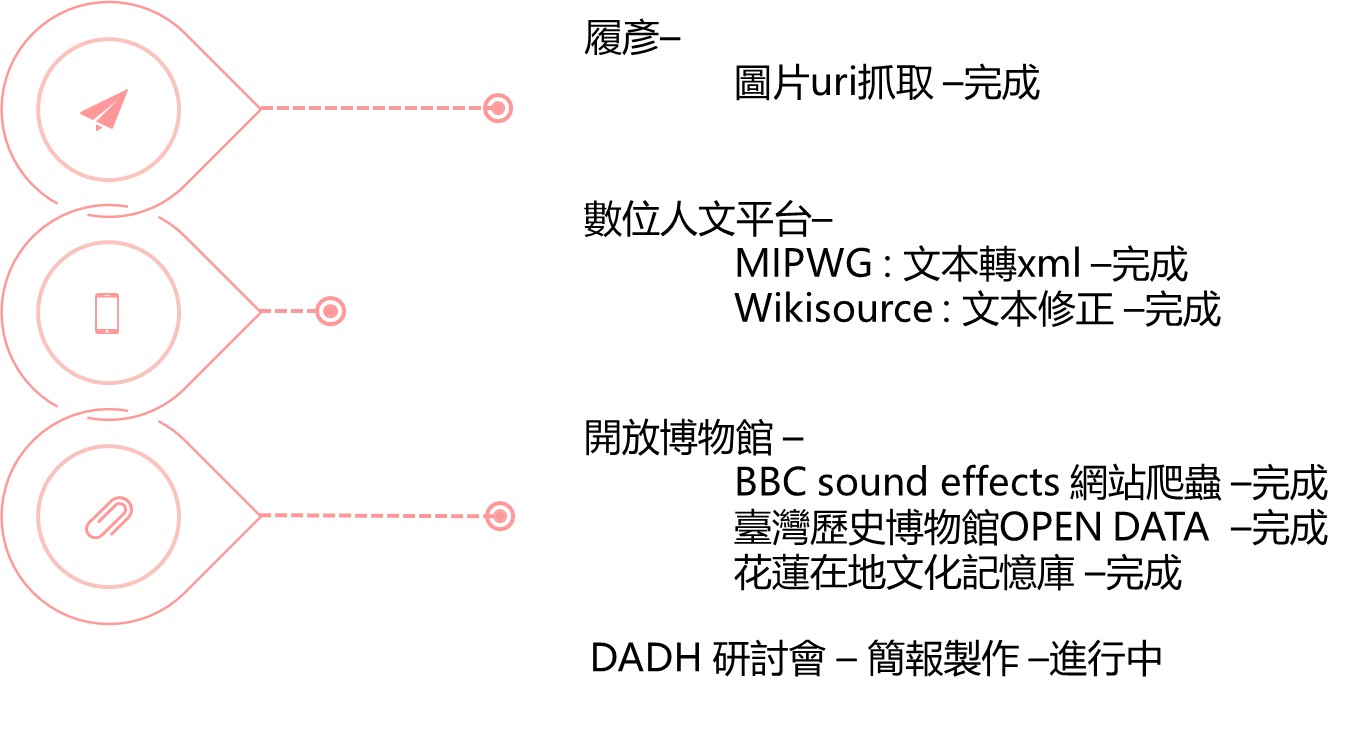 履彥–
圖片uri抓取 –完成
數位人文平台–
MIPWG : 文本轉xml –完成
Wikisource : 文本修正 –完成
開放博物館 –
BBC sound effects 網站爬蟲 –完成
臺灣歷史博物館OPEN DATA –完成
花蓮在地文化記憶庫 –完成
DADH 研討會 – 簡報製作 –進行中